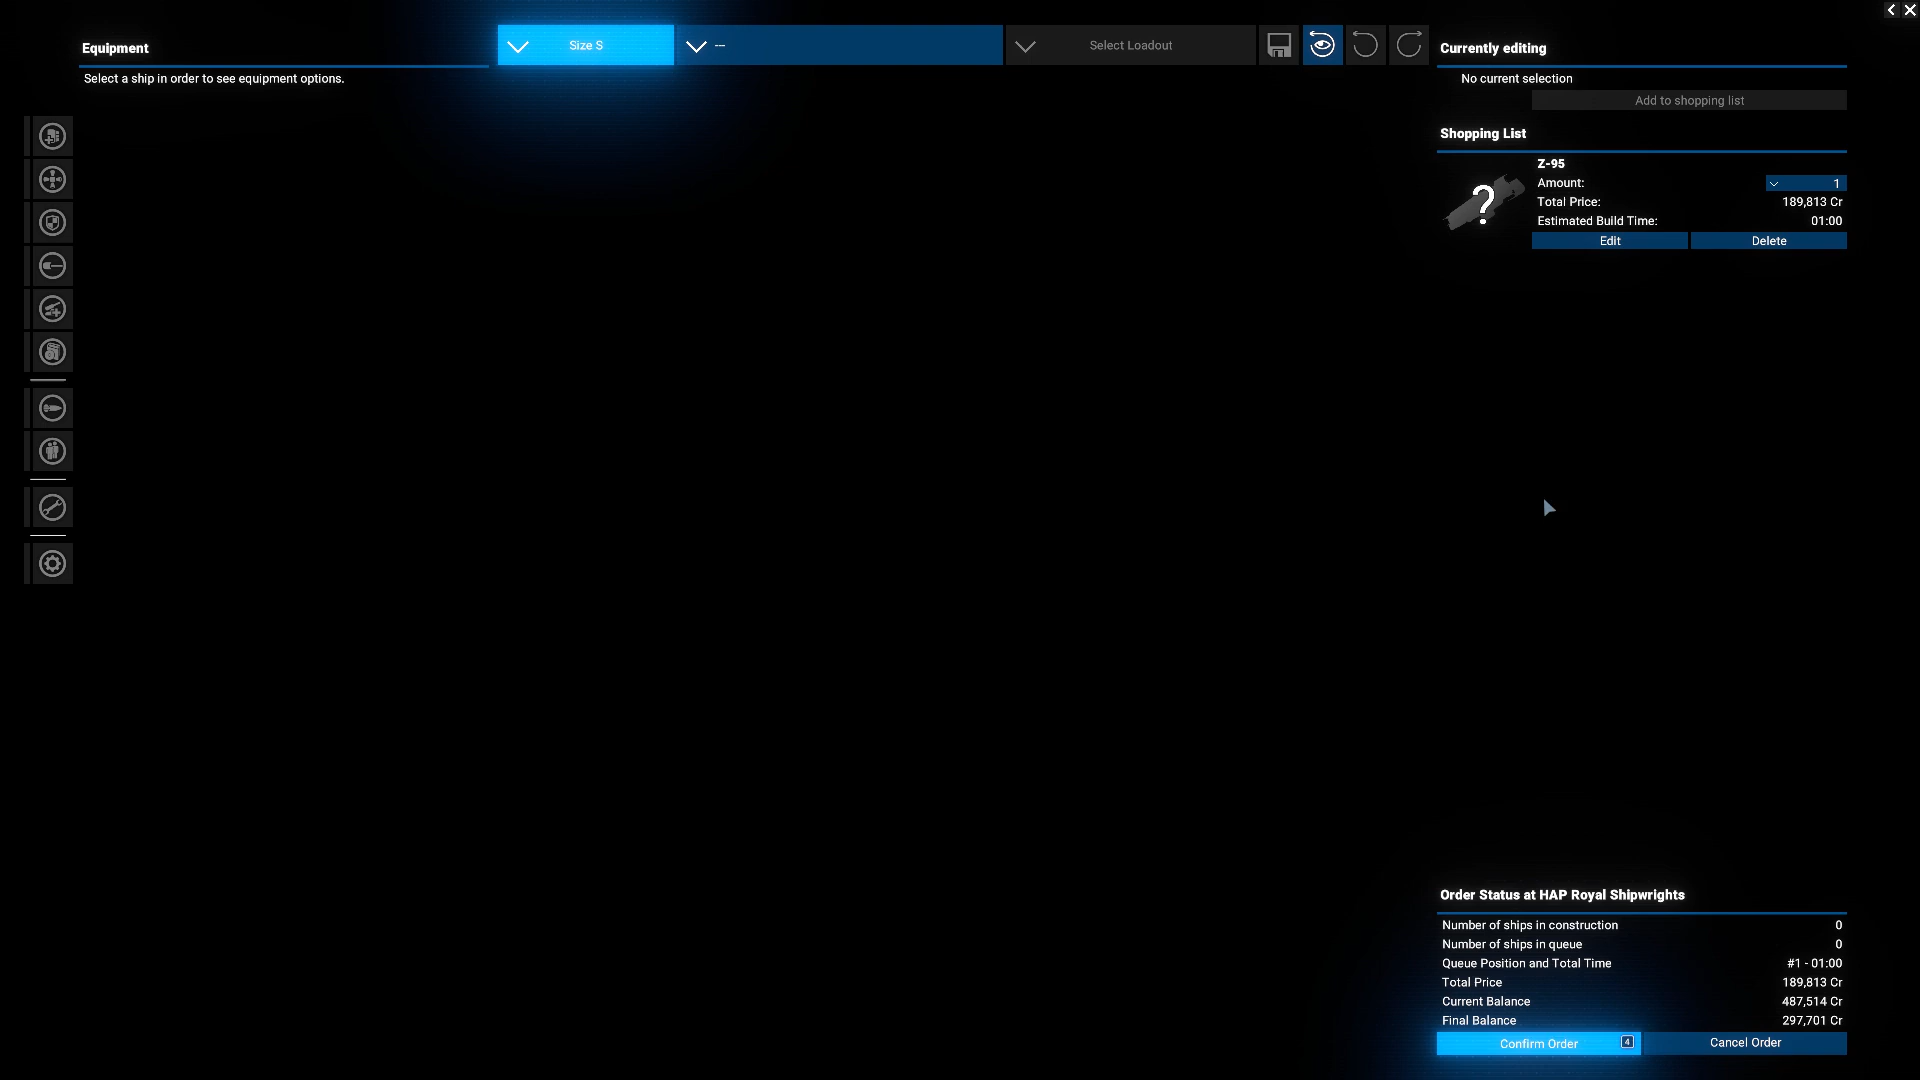 Equipment
Select a ship in order to see equipment options.
Size S
---
Select Loadout
Currently editing
No current selection
Add to shopping list
Shopping List
?
Z-95
Amount: 1
Total Price: 189,813 Cr
Estimated Build Time: 01:00
Edit Delete
Order Status at HAP Royal Shipwrights
Number of ships in construction 0
Number of ships in queue 0
Queue Position and Total Time #1 - 01:00
Total Price 189,813 Cr
Current Balance 487,514 Cr
Final Balance 297,701 Cr
Confirm Order 4 Cancel Order